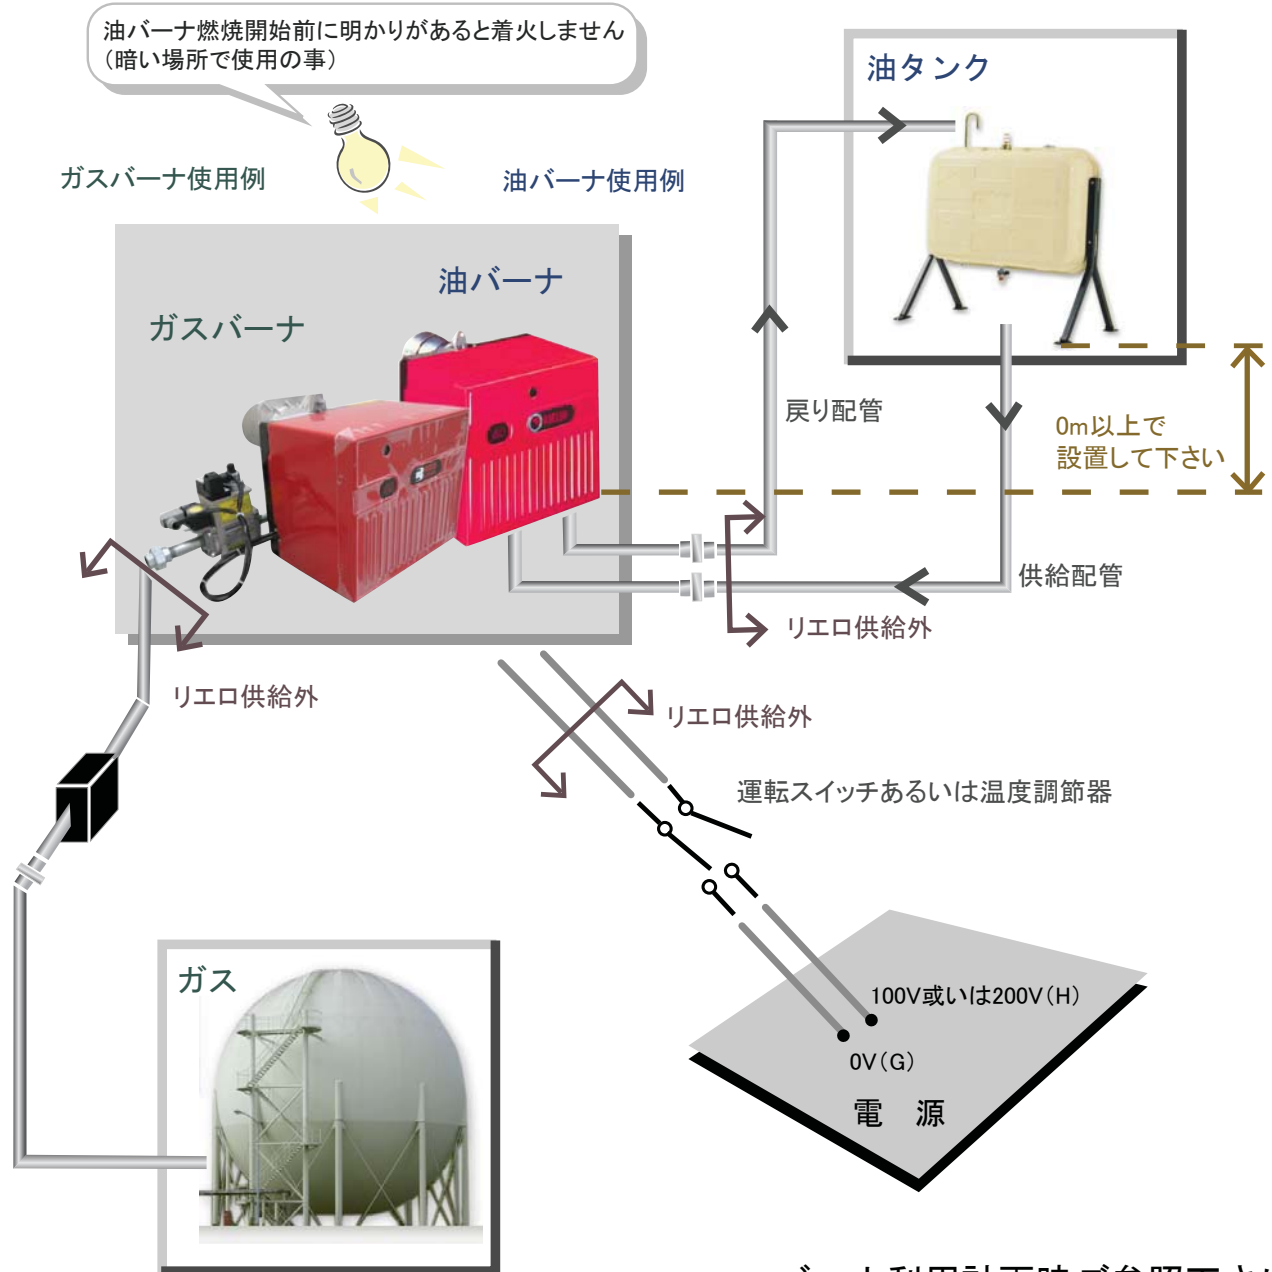 油バーナ燃焼開始前に明かりがあると着火しません
（暗い場所で使用の事）
油タンク
ガスバーナ使用例
油バーナ使用例
油バーナ
ガスバーナ
戻り配管
0m以上で
設置して下さい
供給配管
リエロ供給外
リエロ供給外
リエロ供給外
運転スイッチあるいは温度調節器
ガス
100V或いは200V（H）
0V（G）
電　源